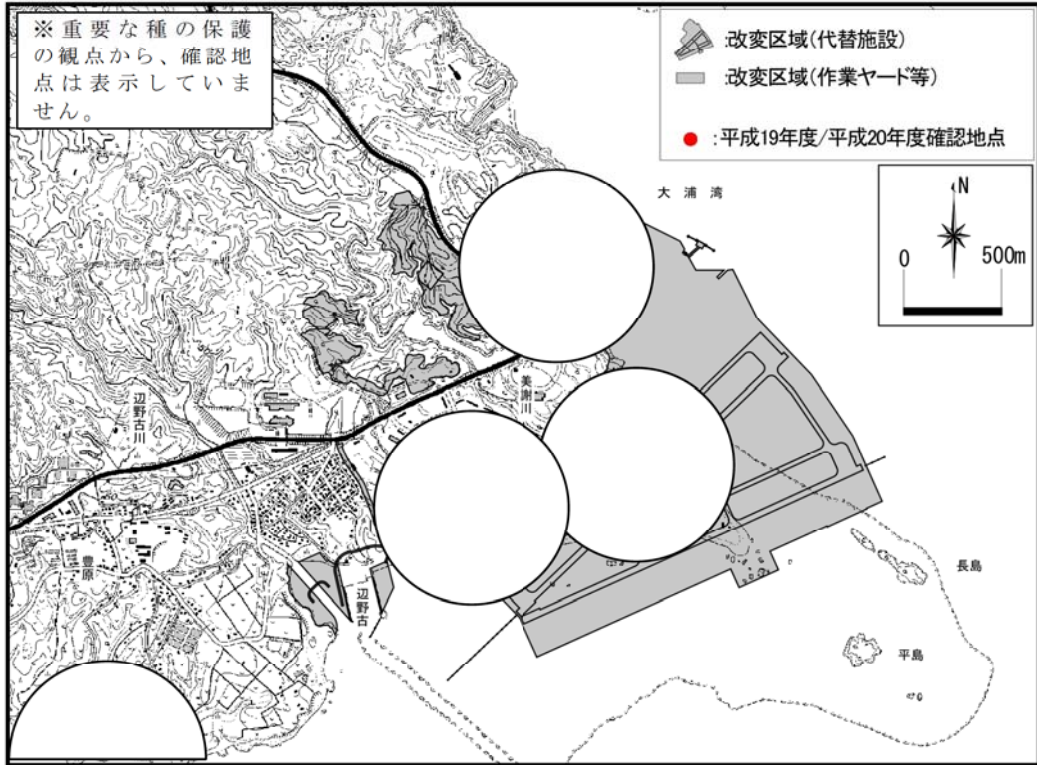 ※重要な種の保護
の観点から、確認地
点は表示していま
せん。
:改変区域(代替施設)
:改変区域(作業ヤード等)
:平成19年度/平成20年度確認地点
大浦湾
N
0 500m
美謝川
辺野古川
豊原
辺野古
長島
平島